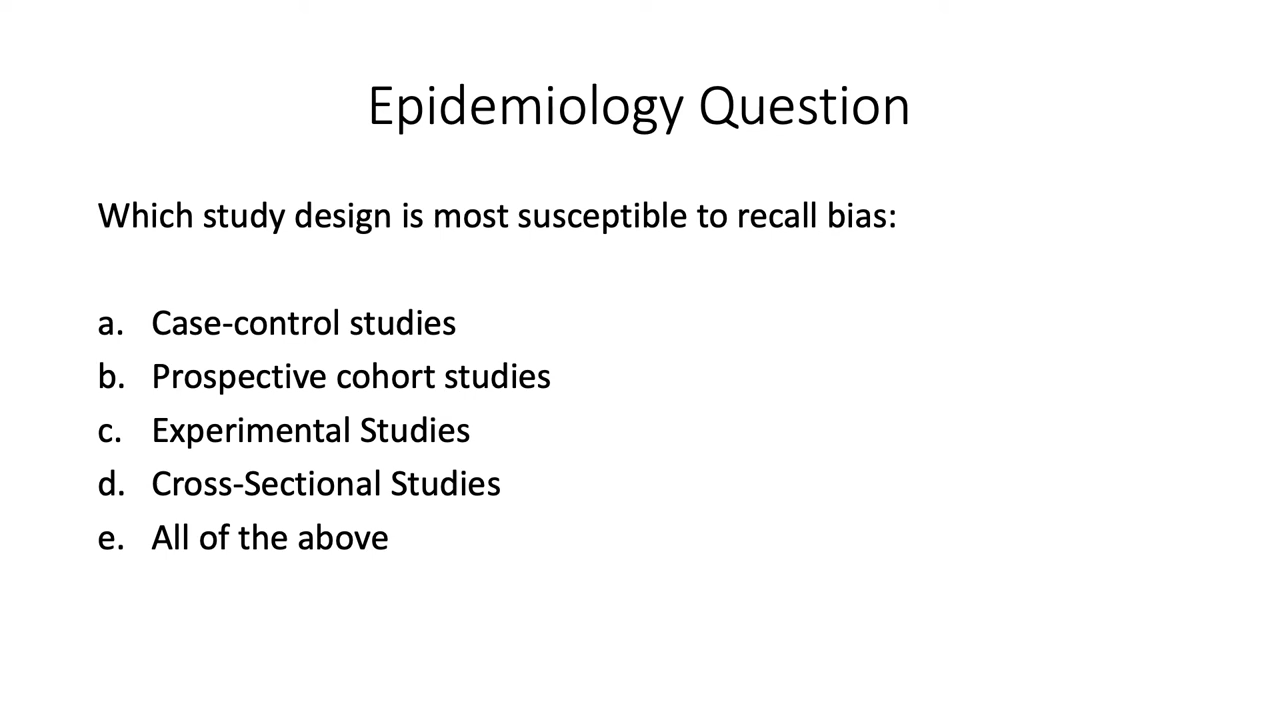 Epidemiology Question
Which study design is most susceptible to recall bias:
a. Case-control studies
b. Prospective cohort studies
c. Experimental Studies
d. Cross-Sectional Studies
e. All of the above